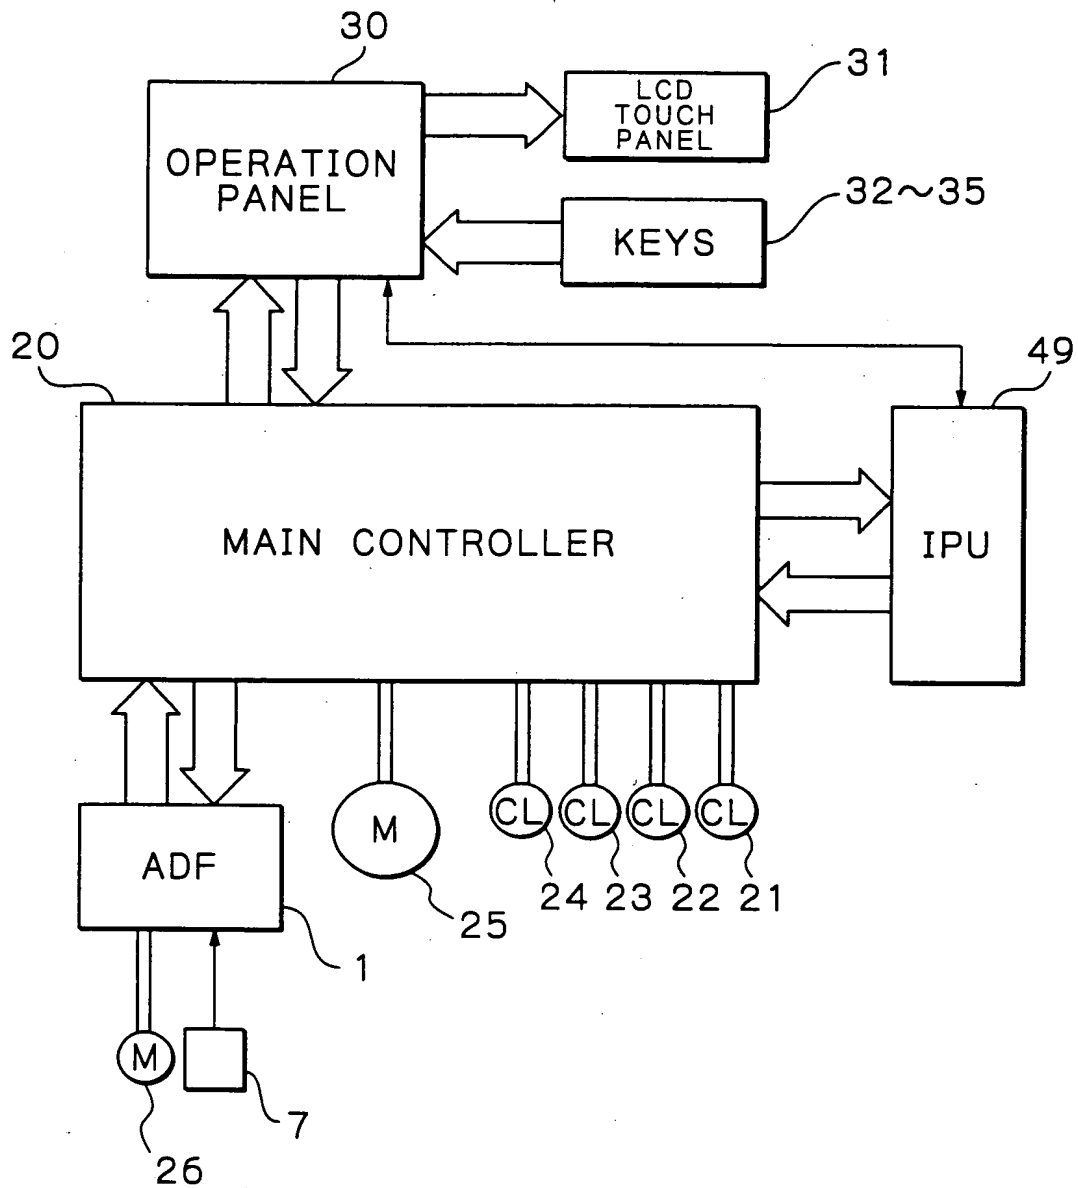 30
31
LCD
TOUCH
PANEL
OPERATION
PANEL
32~35
KEYS
20
49
MAIN CONTROLLER
IPU
ADF
M
CL
CL
CL
CL
24
23
22
21
25
1
M
7
26